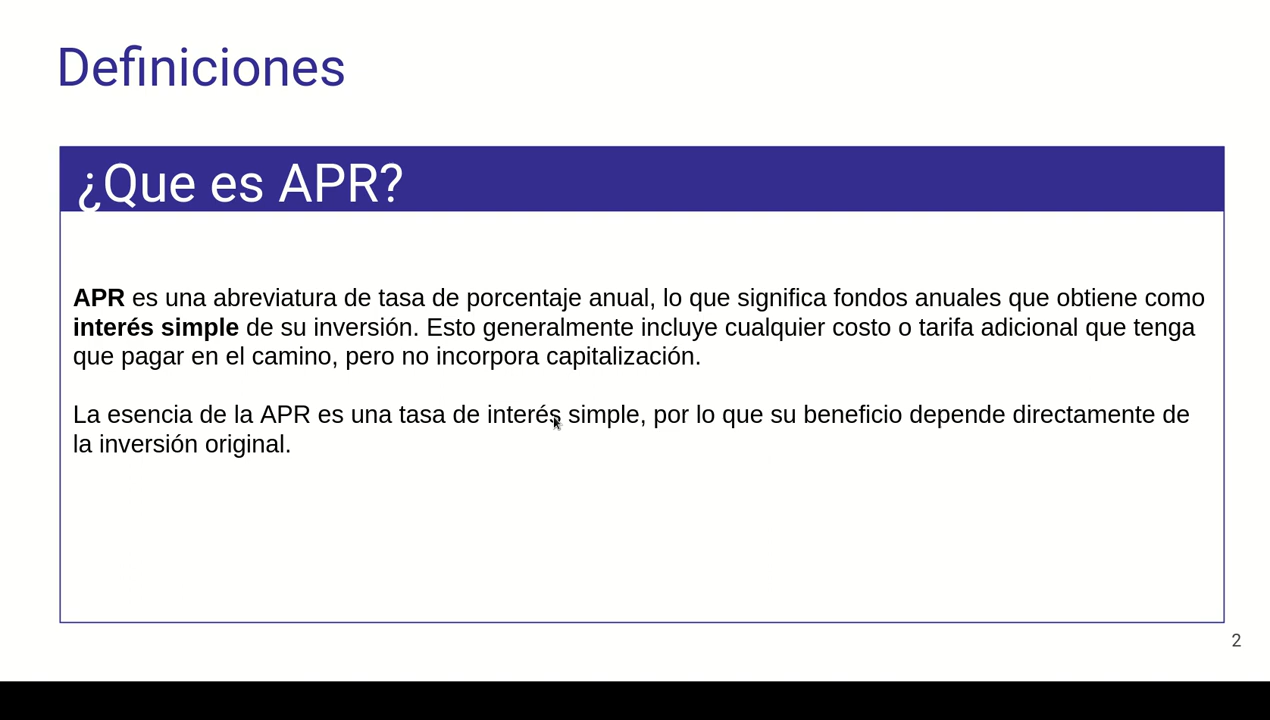 Definiciones
¿Que es APR?
APR es una abreviatura de tasa de porcentaje anual, lo que significa fondos anuales que obtiene como
interés simple de su inversión. Esto generalmente incluye cualquier costo o tarifa adicional que tenga
que pagar en el camino, pero no incorpora capitalización.
La esencia de la APR es una tasa de interés simple, por lo que su beneficio depende directamente de
la inversión original.
2